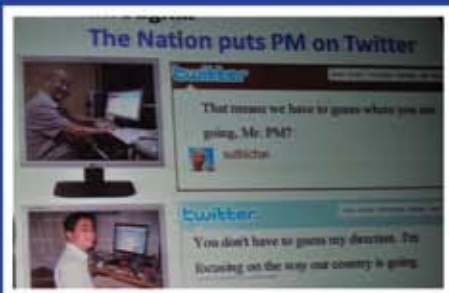 The Nation puts PM on Twitter
twitter
That means we have to guess where you are
going, Mr. PM?
suthichai
twitter
You don't have to guess my direction. I'm
focusing on the way our country is going.